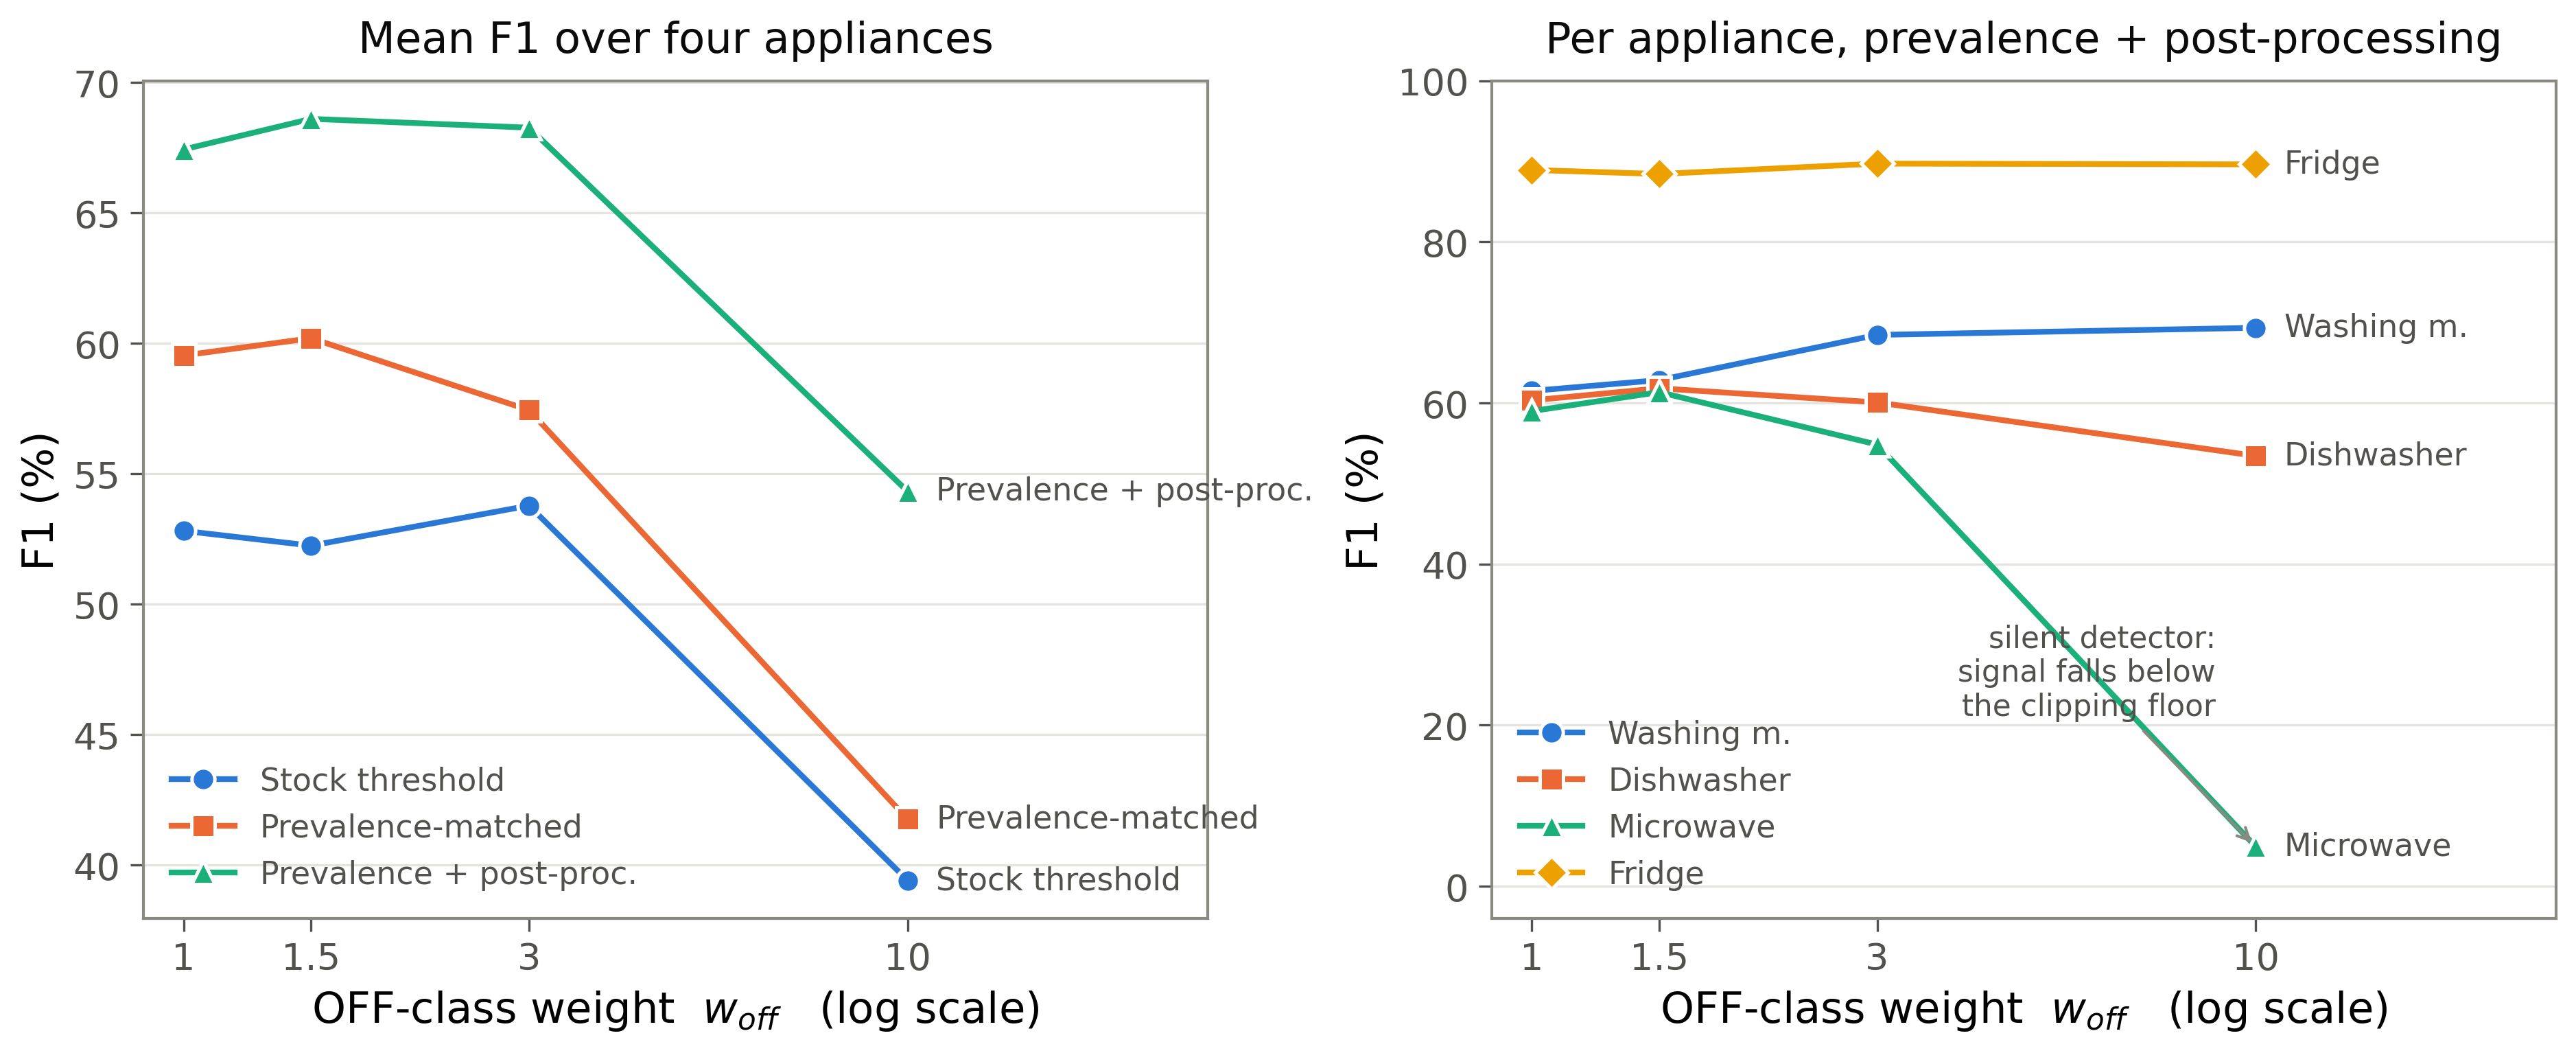 Mean F1 over four appliances
F1 (%)
70
65
60
55
50
45
40
Prevalence + post-proc.
Prevalence-matched
Stock threshold
Stock threshold
Prevalence-matched
Prevalence + post-proc.
1
1.5
3
10
OFF-class weight w_off (log scale)
Per appliance, prevalence + post-processing
F1 (%)
100
80
60
40
20
0
Fridge
Washing m.
Dishwasher
silent detector:
signal falls below
the clipping floor
Microwave
Washing m.
Dishwasher
Microwave
Fridge
1
1.5
3
10
OFF-class weight w_off (log scale)